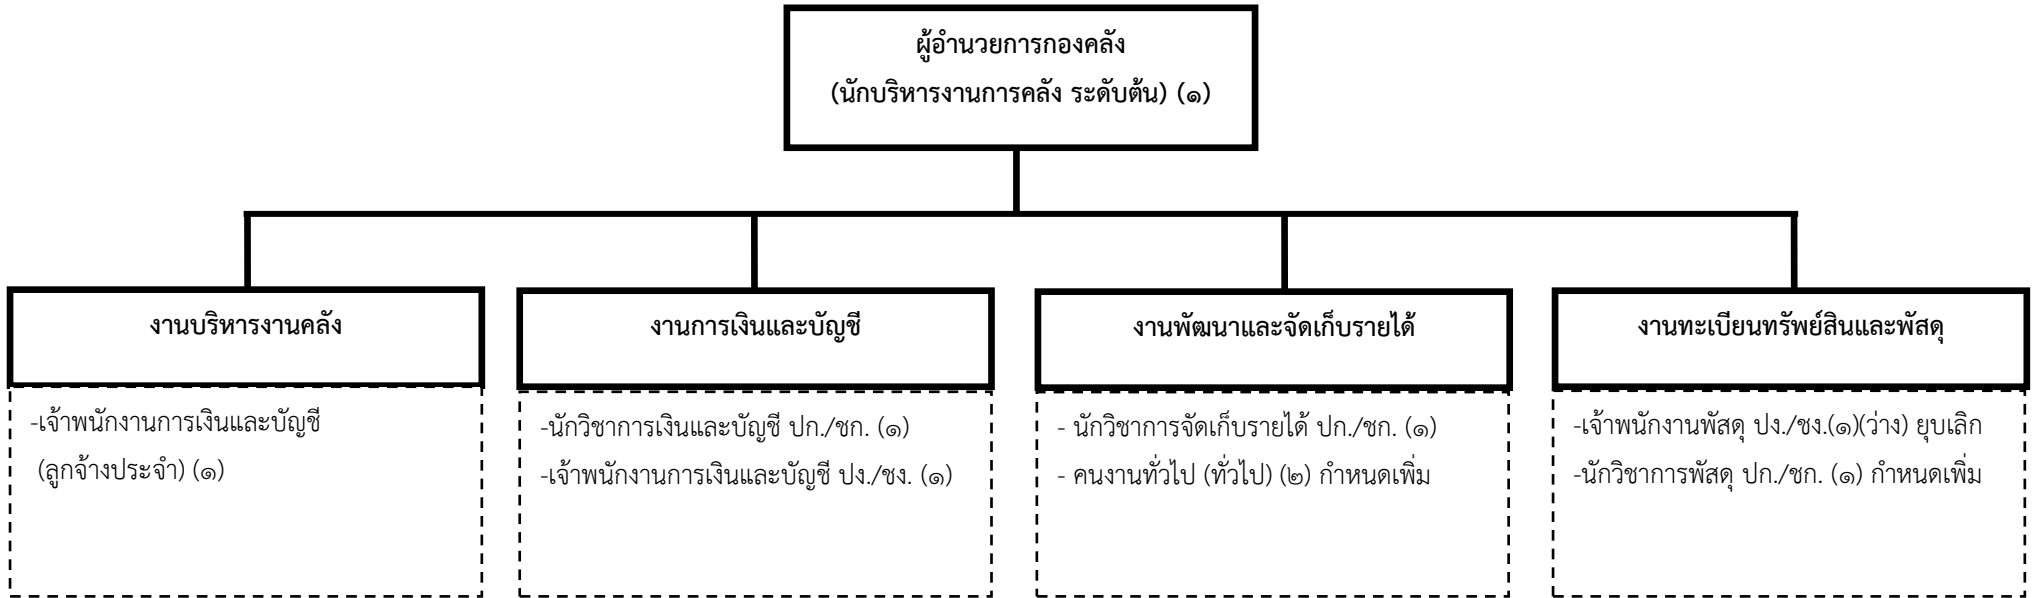 ผู้อำนวยการกองคลัง
(นักบริหารงานการคลัง ระดับต้น) (๑)
งานบริหารงานคลัง
-เจ้าพนักงานการเงินและบัญชี
(ลูกจ้างประจำ) (๑)
งานการเงินและบัญชี
-นักวิชาการเงินและบัญชี ปก./ชก. (๑)
-เจ้าพนักงานการเงินและบัญชี ปง./ชง. (๑)
งานพัฒนาและจัดเก็บรายได้
- นักวิชาการจัดเก็บรายได้ ปก./ชก. (๑)
- คนงานทั่วไป (ทั่วไป) (๒) กำหนดเพิ่ม
งานทะเบียนทรัพย์สินและพัสดุ
-เจ้าพนักงานพัสดุ ปง./ชง.(๑)(ว่าง) ยุบเลิก
-นักวิชาการพัสดุ ปก./ชก. (๑) กำหนดเพิ่ม